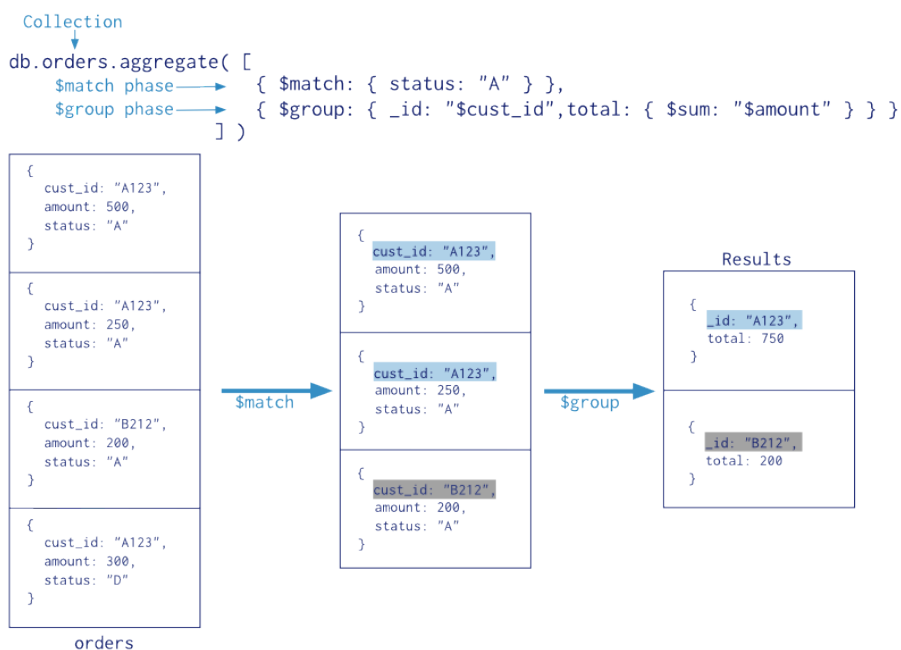 Collection
db.orders.aggregate( [
$match phase
{ $match: { status: "A" } },
$group phase
{ $group: { _id: "$cust_id",total: { $sum: "$amount" } } }
] )
{
cust_id: "A123",
amount: 500,
status: "A"
}
{
cust_id: "A123",
amount: 250,
status: "A"
}
{
cust_id: "B212",
amount: 200,
status: "A"
}
{
cust_id: "A123",
amount: 300,
status: "D"
}
orders
$match
{
cust_id: "A123",
amount: 500,
status: "A"
}
{
cust_id: "A123",
amount: 250,
status: "A"
}
{
cust_id: "B212",
amount: 200,
status: "A"
}
$group
Results
{
_id: "A123",
total: 750
}
{
_id: "B212",
total: 200
}